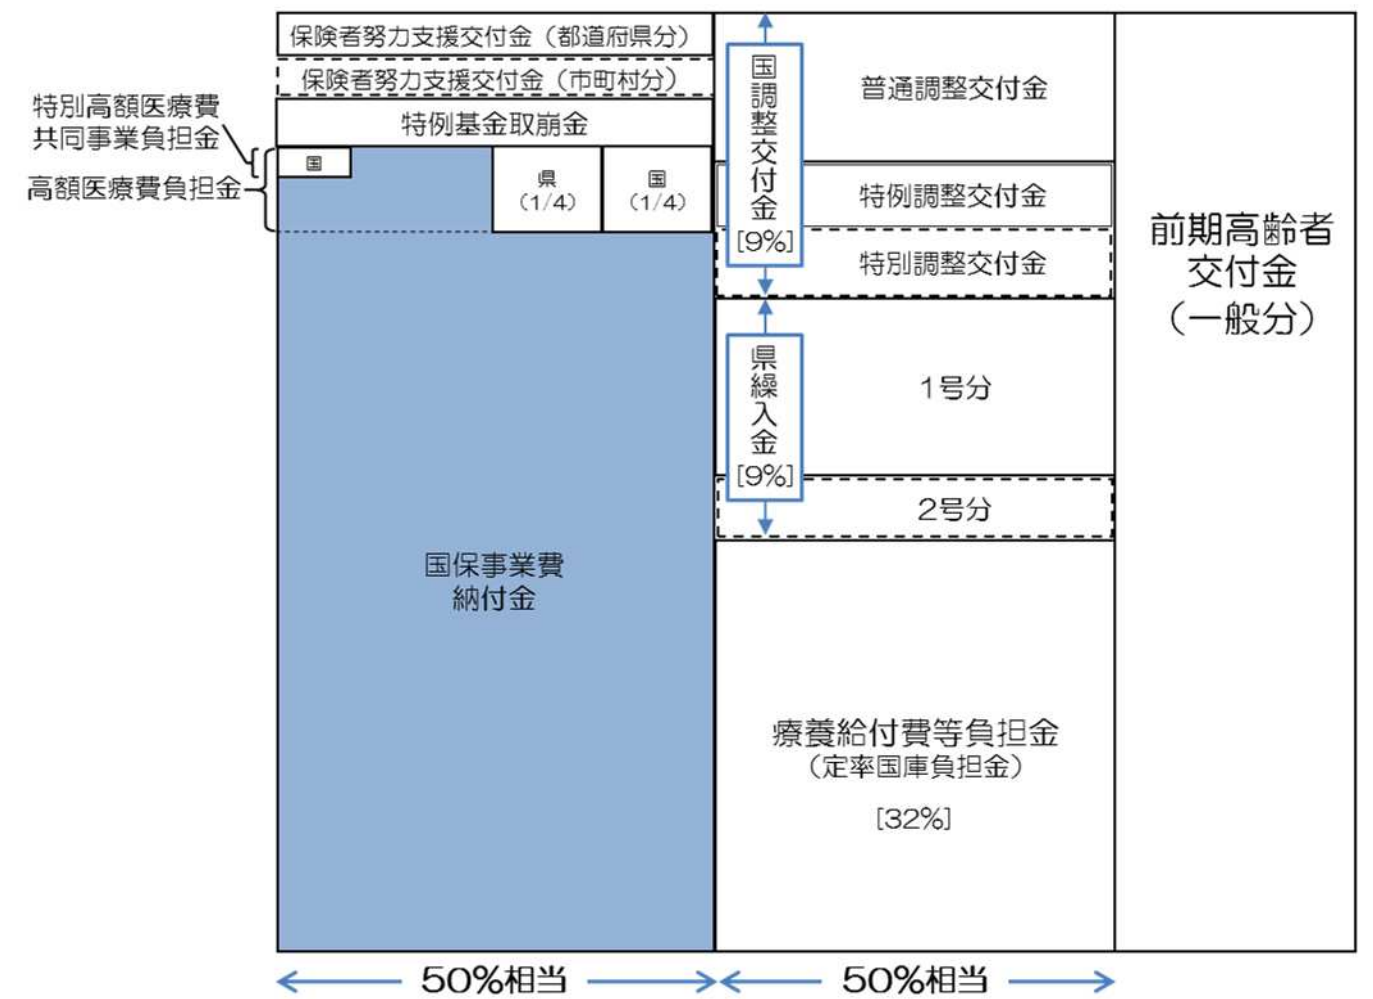 保険者努力支援交付金（都道府県分）
保険者努力支援交付金（市町村分）
特例基金取崩金
特別高額医療費
共同事業負担金
高額医療費負担金
国
県
（1/4）
国
（1/4）
国保事業費
納付金
国調整交付金
[9%]
普通調整交付金
特例調整交付金
特別調整交付金
県繰入金
[9%]
1号分
2号分
療養給付費等負担金
（定率国庫負担金）
[32%]
前期高齢者
交付金
（一般分）
50%相当
50%相当